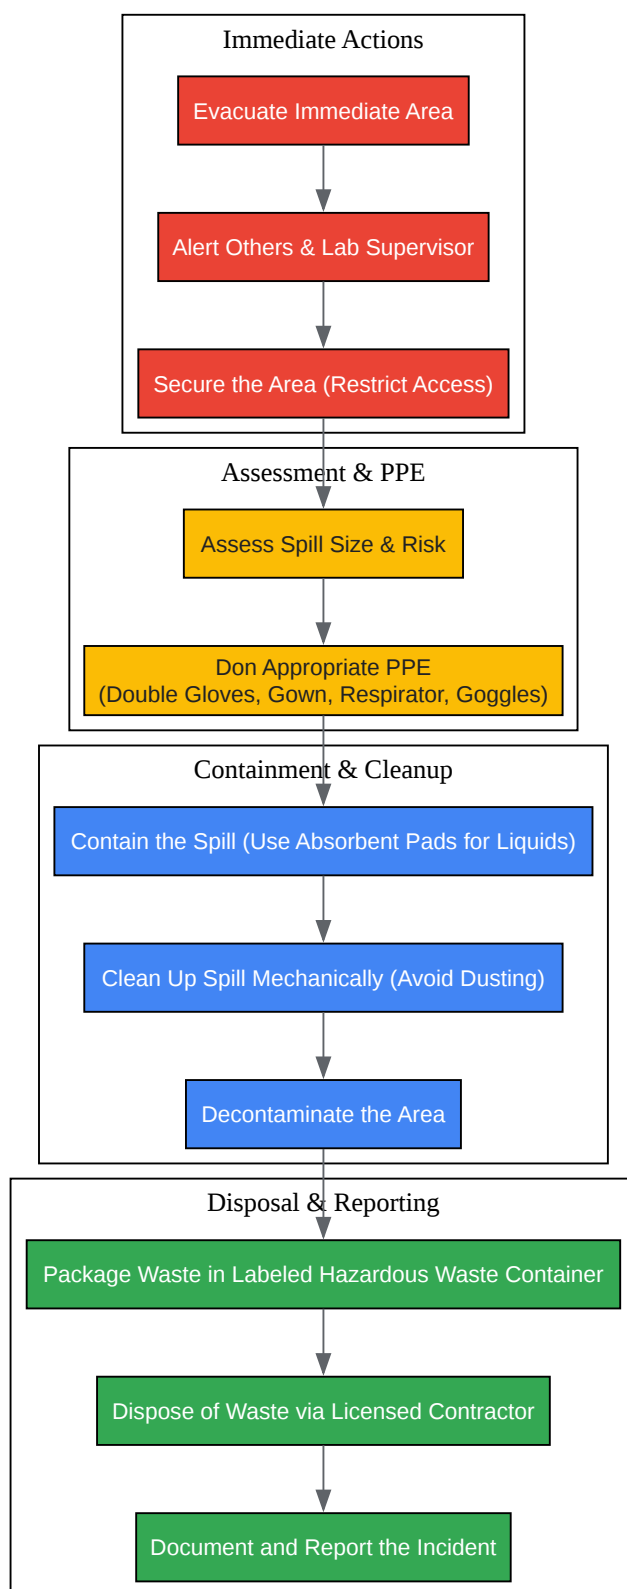 Immediate Actions
Evacuate Immediate Area
Alert Others & Lab Supervisor
Secure the Area (Restrict Access)
Assessment & PPE
Assess Spill Size & Risk
Don Appropriate PPE
(Double Gloves, Gown, Respirator, Goggles)
Containment & Cleanup
Contain the Spill (Use Absorbent Pads for Liquids)
Clean Up Spill Mechanically (Avoid Dusting)
Decontaminate the Area
Disposal & Reporting
Package Waste in Labeled Hazardous Waste Container
Dispose of Waste via Licensed Contractor
Document and Report the Incident